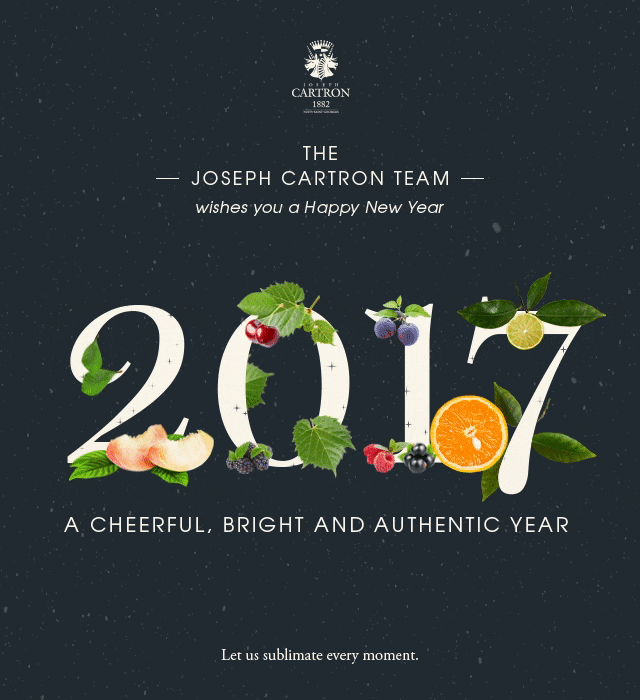 JOSEPH
CARTRON
1882
THE
JOSEPH CARTRON TEAM
wishes you a Happy New Year
2017
A CHEERFUL, BRIGHT AND AUTHENTIC YEAR
Let us sublimate every moment.